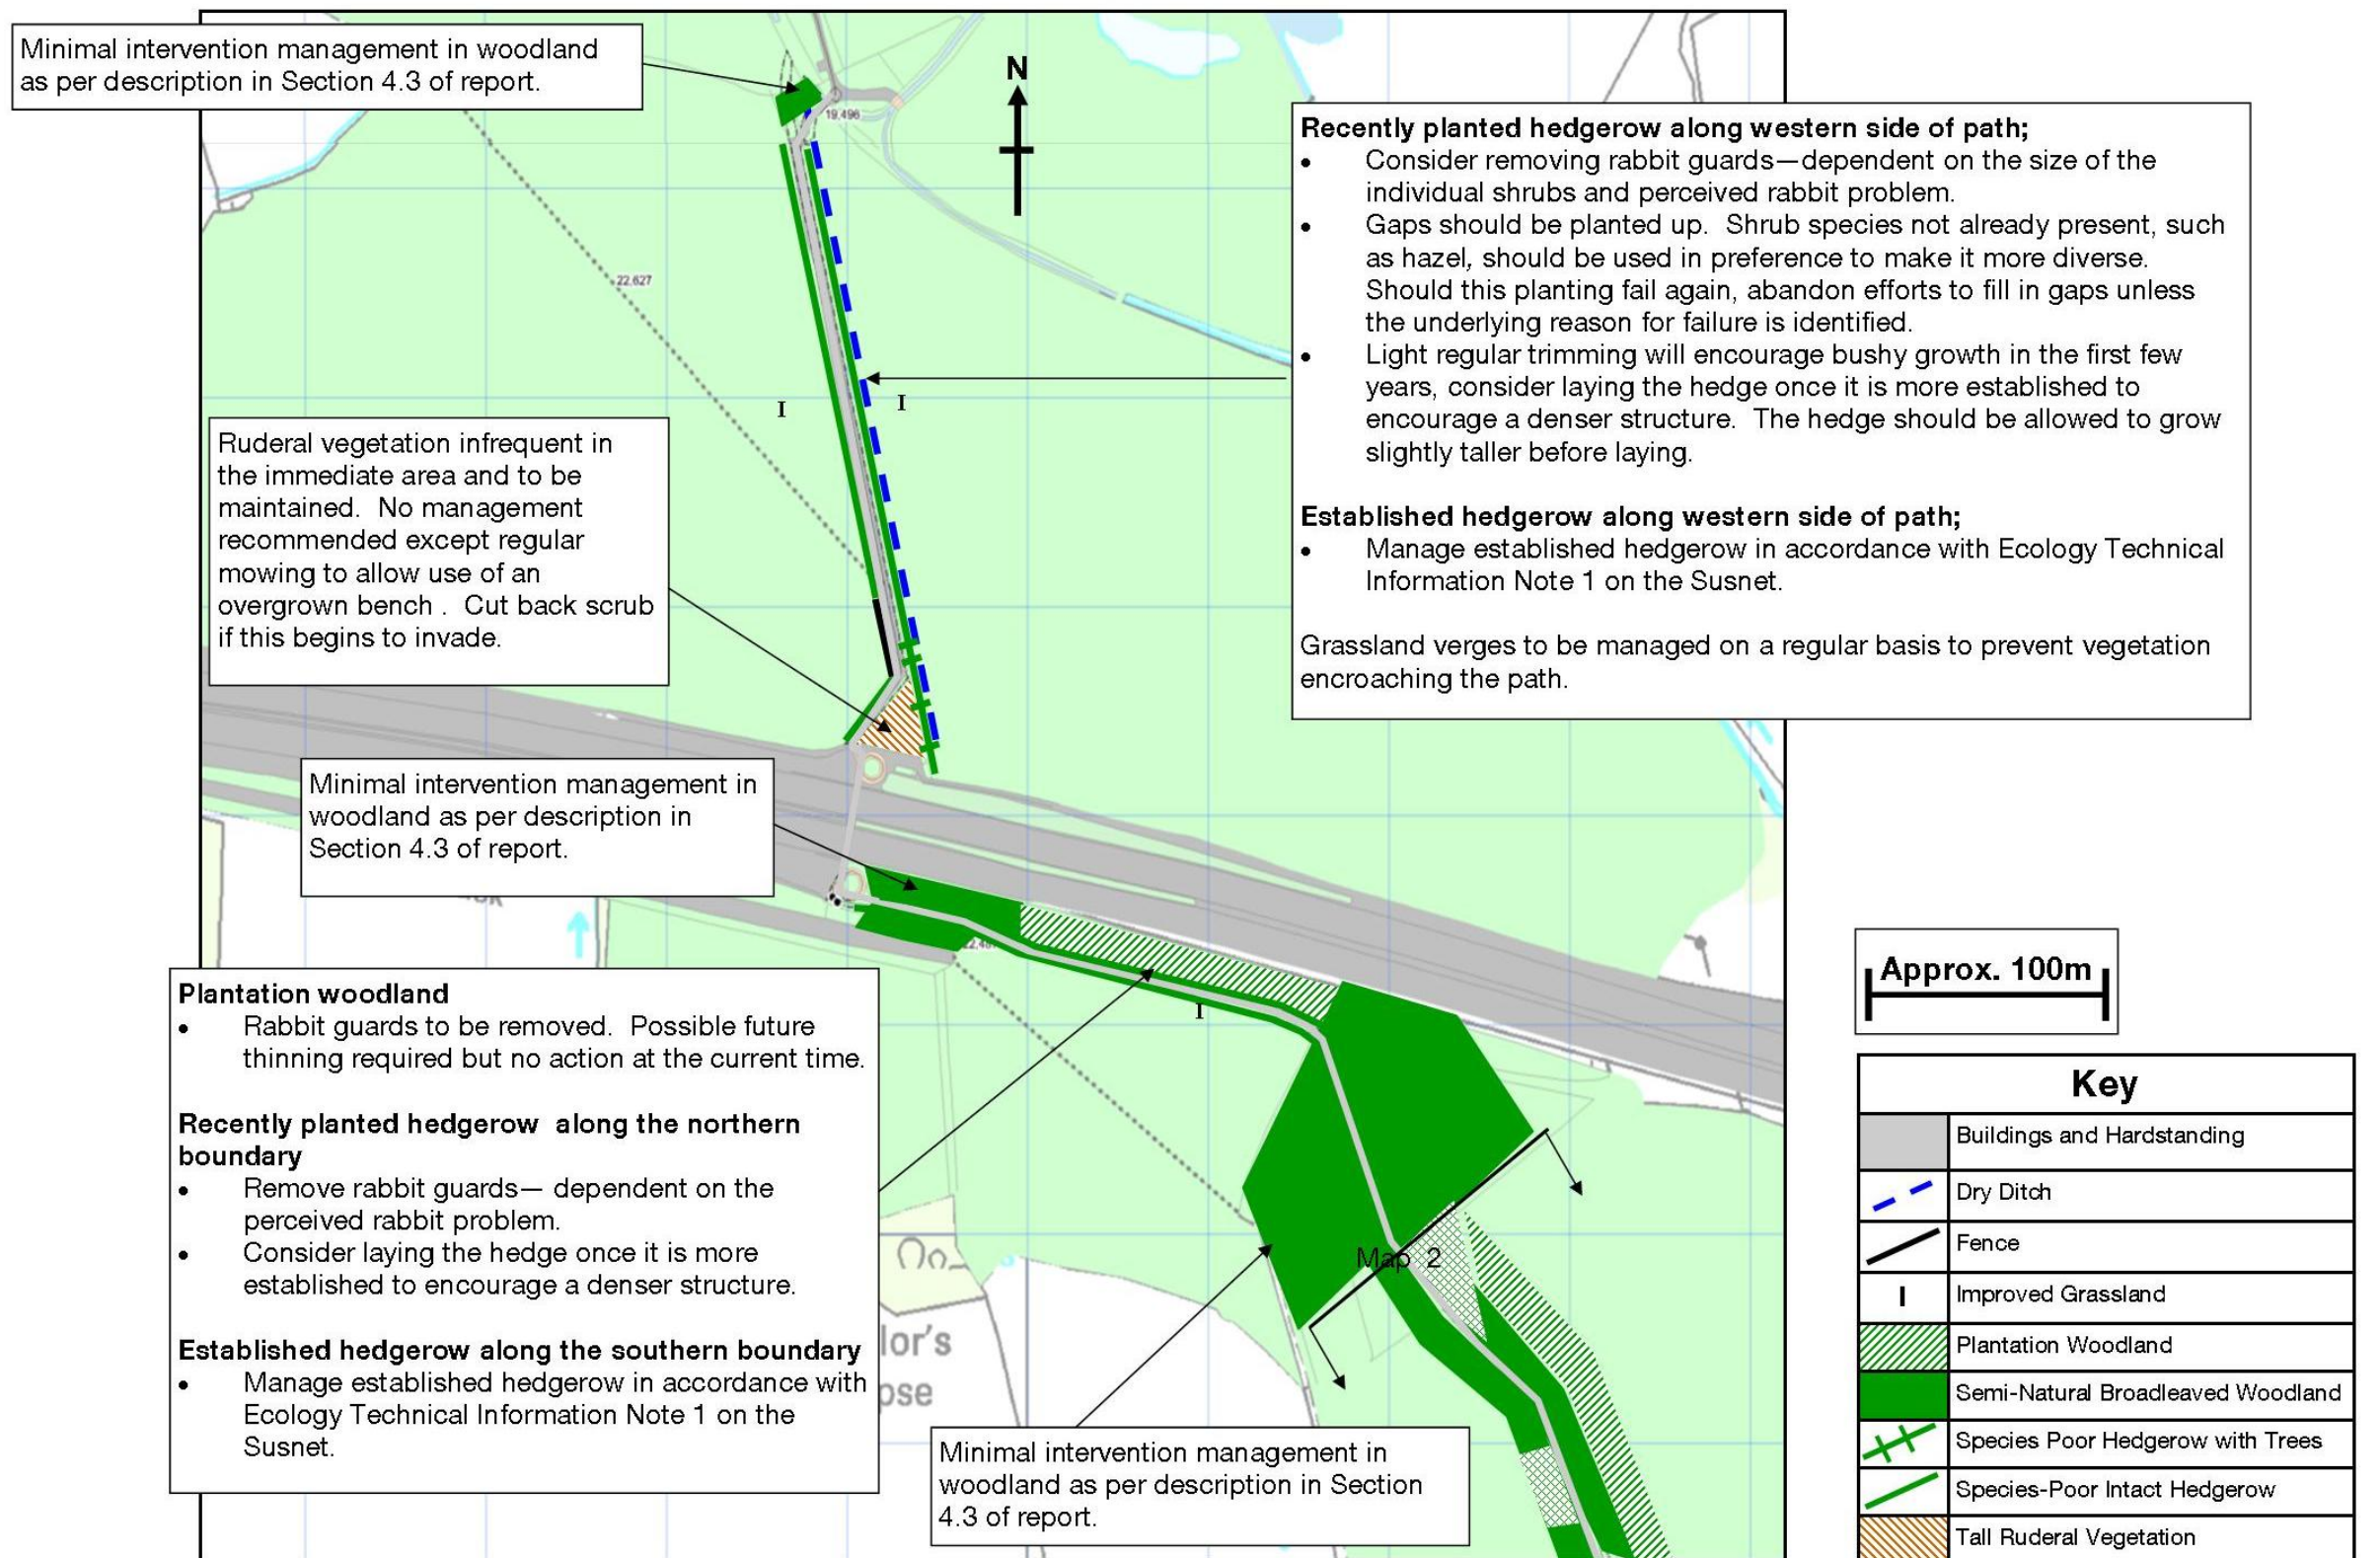 Minimal intervention management in woodland
as per description in Section 4.3 of report.
N
19,496
Recently planted hedgerow along western side of path;
• Consider removing rabbit guards—dependent on the size of the
individual shrubs and perceived rabbit problem.
• Gaps should be planted up. Shrub species not already present, such
as hazel, should be used in preference to make it more diverse.
Should this planting fail again, abandon efforts to fill in gaps unless
the underlying reason for failure is identified.
• Light regular trimming will encourage bushy growth in the first few
years, consider laying the hedge once it is more established to
encourage a denser structure. The hedge should be allowed to grow
slightly taller before laying.
Established hedgerow along western side of path;
• Manage established hedgerow in accordance with Ecology Technical
Information Note 1 on the Susnet.
Grassland verges to be managed on a regular basis to prevent vegetation
encroaching the path.
22,627
I
I
Ruderal vegetation infrequent in
the immediate area and to be
maintained. No management
recommended except regular
mowing to allow use of an
overgrown bench . Cut back scrub
if this begins to invade.
Minimal intervention management in
woodland as per description in
Section 4.3 of report.
I
Plantation woodland
• Rabbit guards to be removed. Possible future
thinning required but no action at the current time.
Recently planted hedgerow along the northern
boundary
• Remove rabbit guards— dependent on the
perceived rabbit problem.
• Consider laying the hedge once it is more
established to encourage a denser structure.
Established hedgerow along the southern boundary
• Manage established hedgerow in accordance with
Ecology Technical Information Note 1 on the
Susnet.
lor's
pse
Map 2
Minimal intervention management in
woodland as per description in Section
4.3 of report.
Approx. 100m
Key
Buildings and Hardstanding
Dry Ditch
Fence
I Improved Grassland
Plantation Woodland
Semi-Natural Broadleaved Woodland
Species Poor Hedgerow with Trees
Species-Poor Intact Hedgerow
Tall Ruderal Vegetation